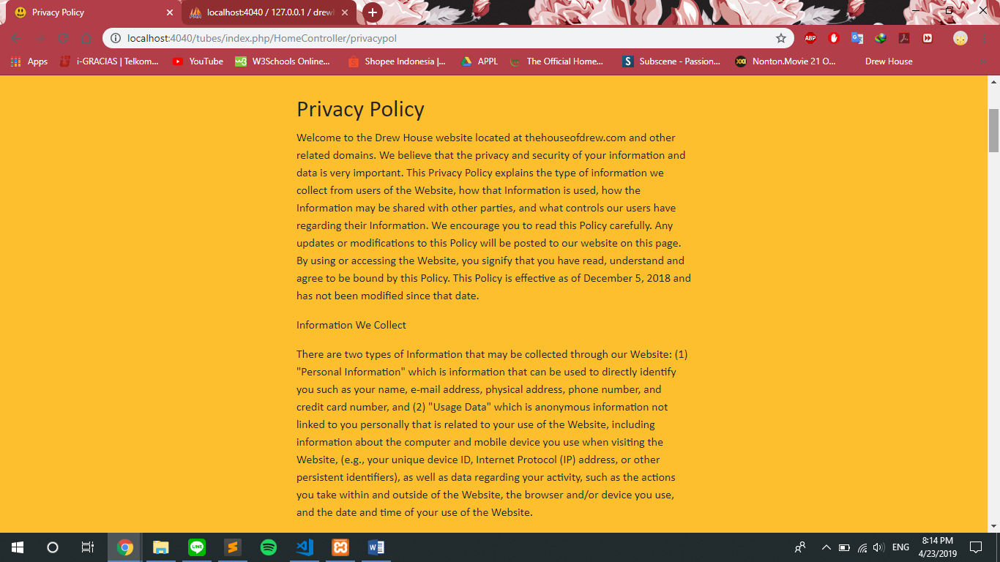 Privacy Policy
localhost:4040 / 127.0.0.1 / drewh
localhost:4040/tubes/index.php/HomeController/privacypol
ABP
Apps
i-GRACIAS | Telkom...
YouTube
W3Schools Online...
Shopee Indonesia |...
APPL
The Official Home...
Subscene - Passion...
Nonton.Movie 21 O...
Drew House
Privacy Policy
Welcome to the Drew House website located at thehouseofdrew.com and other
related domains. We believe that the privacy and security of your information and
data is very important. This Privacy Policy explains the type of information we
collect from users of the Website, how that Information is used, how the
Information may be shared with other parties, and what controls our users have
regarding their Information. We encourage you to read this Policy carefully. Any
updates or modifications to this Policy will be posted to our website on this page.
By using or accessing the Website, you signify that you have read, understand and
agree to be bound by this Policy. This Policy is effective as of December 5, 2018 and
has not been modified since that date.
Information We Collect
There are two types of Information that may be collected through our Website: (1)
"Personal Information" which is information that can be used to directly identify
you such as your name, e-mail address, physical address, phone number, and
credit card number, and (2) "Usage Data" which is anonymous information not
linked to you personally that is related to your use of the Website, including
information about the computer and mobile device you use when visiting the
Website, (e.g., your unique device ID, Internet Protocol (IP) address, or other
persistent identifiers), as well as data regarding your activity, such as the actions
you take within and outside of the Website, the browser and/or device you use,
and the date and time of your use of the Website.
ENG
8:14 PM
4/23/2019